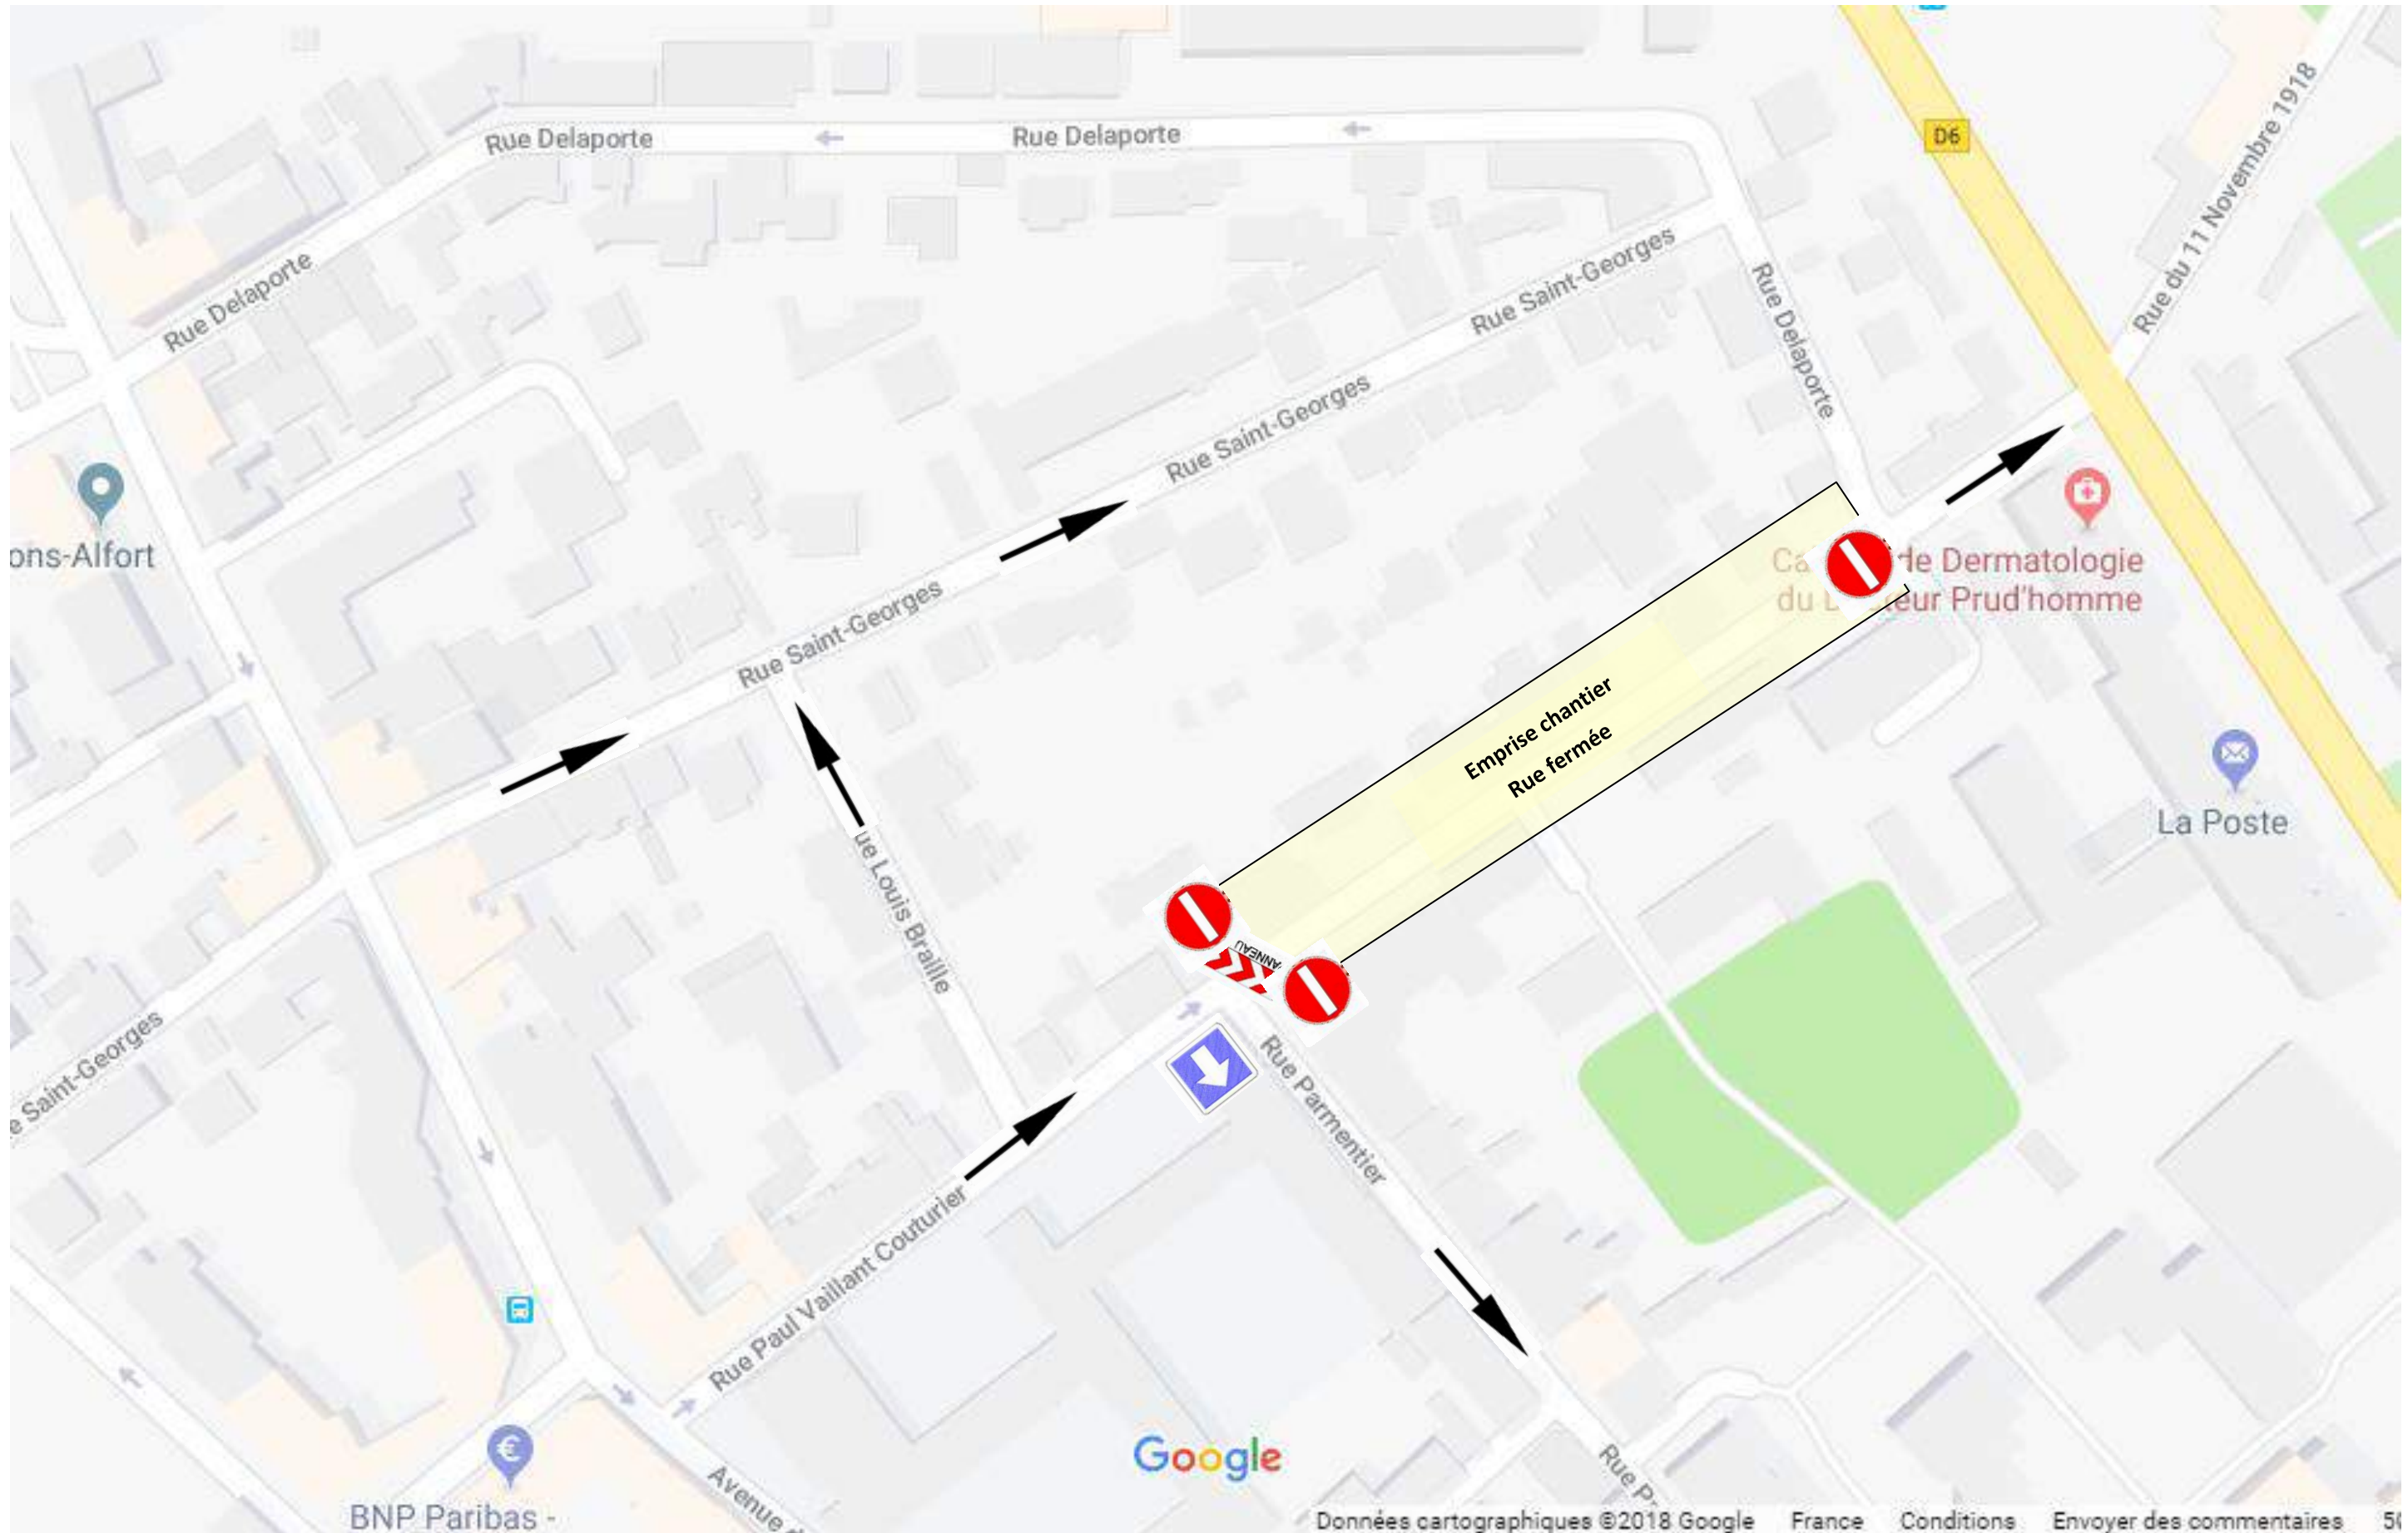 Rue Delaporte
Rue Delaporte
D6
Rue du 11 Novembre 1918
Rue Delaporte
Rue Saint-Georges
Rue Delaporte
Rue Saint-Georges
ons-Alfort
de Dermatologie
du
eur Prud'homme
Rue Saint-Georges
Emprise chantier
Rue fermée
La Poste
ue Louis Braille
ANNEAU
e Saint-Georges
Rue Parmentier
Rue Paul Vaillant Couturier
Google
Rue P
BNP Paribas -
Avenue
Données cartographiques ©2018 Google France Conditions Envoyer des commentaires